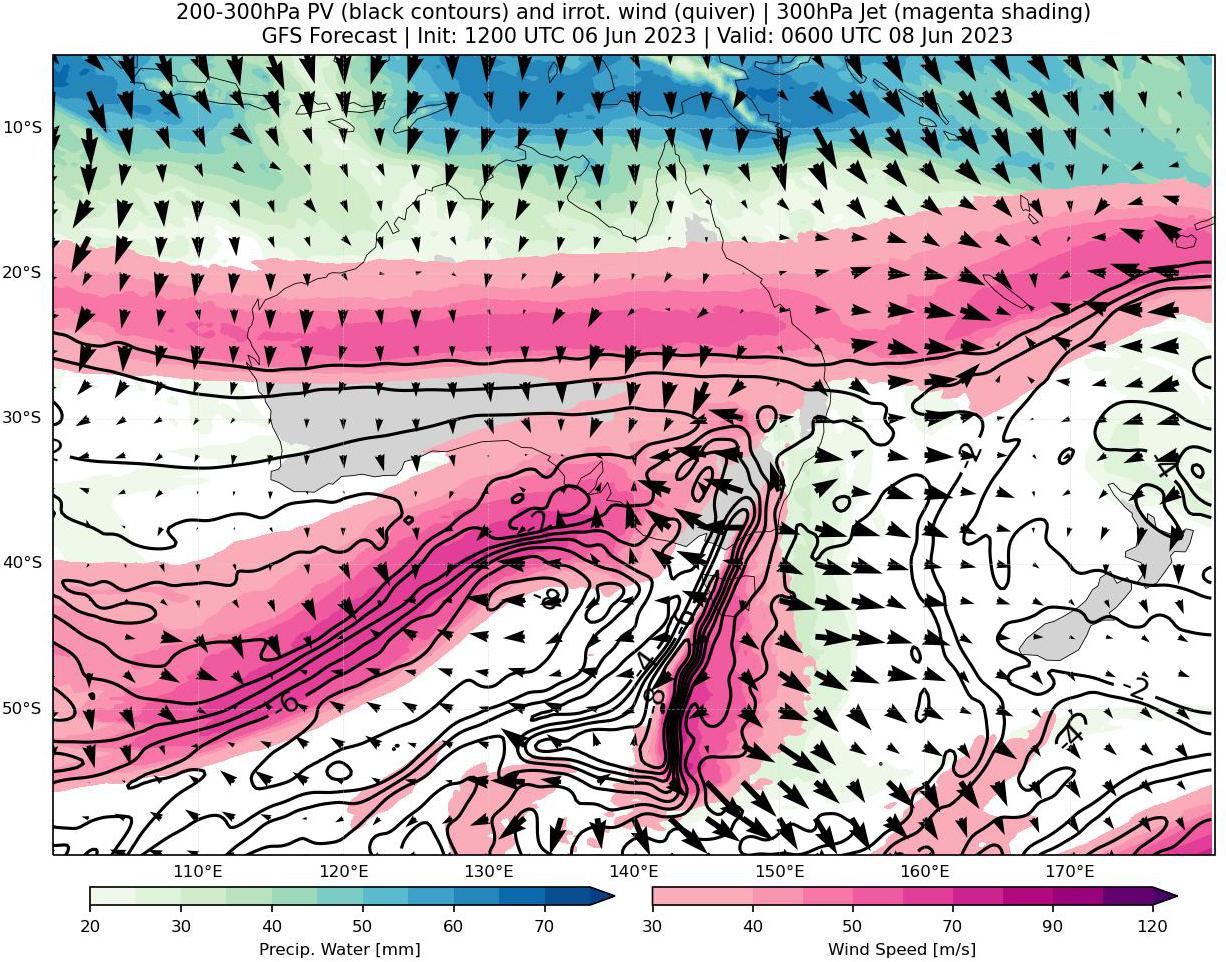 200-300hPa PV (black contours) and irrot. wind (quiver) | 300hPa Jet (magenta shading)
GFS Forecast | Init: 1200 UTC 06 Jun 2023 | Valid: 0600 UTC 08 Jun 2023
10°S
20°S
30°S
-2
-4
-2
40°S
-8
-6
-4
-2
50°S
-6
-8
-4
110°E 120°E 130°E 140°E 150°E 160°E 170°E
20 30 40 50 60 70
30 40 50 70 90 120
Precip. Water [mm]
Wind Speed [m/s]